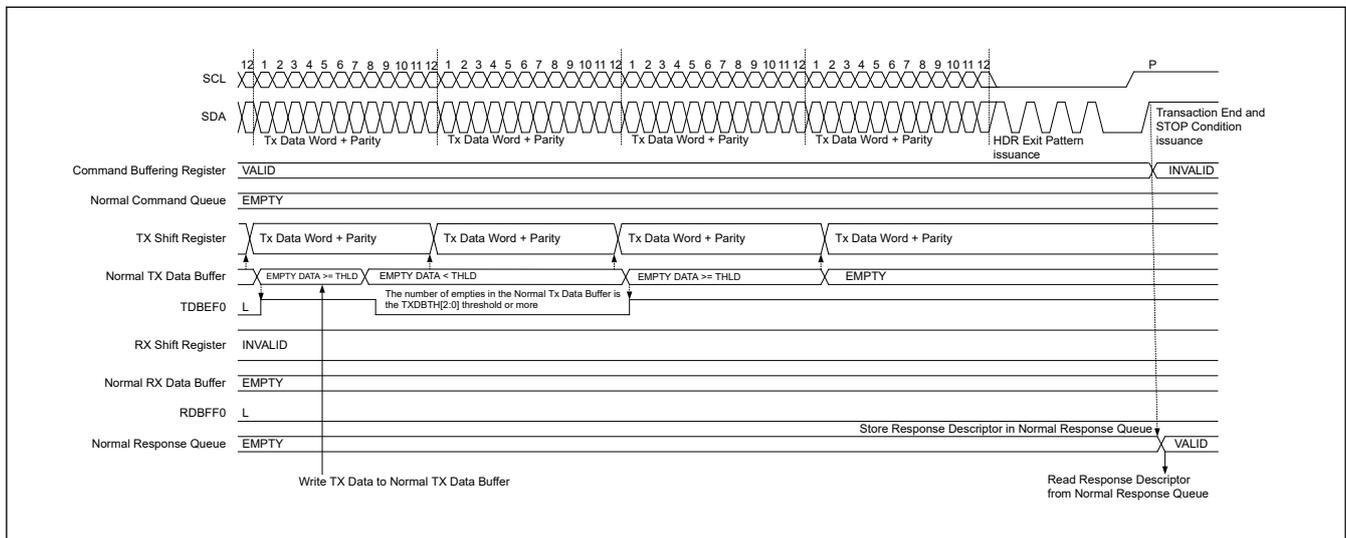 12 1 2 3 4 5 6 7 8 9 10 11 12 1 2 3 4 5 6 7 8 9 10 11 12 1 2 3 4 5 6 7 8 9 10 11 12 1 2 3 4 5 6 7 8 9 10 11 12 P
SCL
SDA
Transaction End and
STOP Condition
issuance
Tx Data Word + Parity Tx Data Word + Parity Tx Data Word + Parity Tx Data Word + Parity HDR Exit Pattern
issuance
Command Buffering Register VALID INVALID
Normal Command Queue EMPTY
TX Shift Register Tx Data Word + Parity Tx Data Word + Parity Tx Data Word + Parity Tx Data Word + Parity
Normal TX Data Buffer EMPTY DATA >= THLD EMPTY DATA < THLD EMPTY DATA >= THLD EMPTY
The number of empties in the Normal Tx Data Buffer is
the TXDBTH[2:0] threshold or more
TDBEF0 L
RX Shift Register INVALID
Normal RX Data Buffer EMPTY
RDBFF0 L
Store Response Descriptor in Normal Response Queue
Normal Response Queue EMPTY VALID
Write TX Data to Normal TX Data Buffer
Read Response Descriptor
from Normal Response Queue